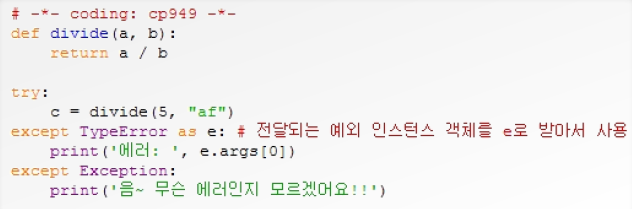 # -*- coding: cp949 -*-
def divide(a, b):
    return a / b

try:
    c = divide(5, "af")
except TypeError as e: # 전달되는 예외 인스턴스 객체를 e로 받아서 사용
    print('에러: ', e.args[0])
except Exception:
    print('음~ 무슨 에러인지 모르겠어요!!')